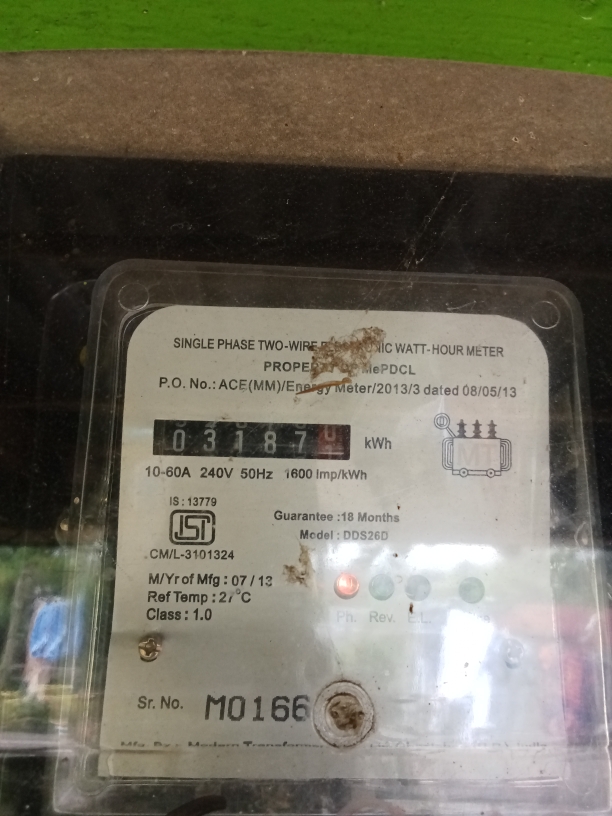 SINGLE PHASE TWO-WIRE WATT-HOUR METER
MePDCL
P.O. No.: ACE(MM)/Energy Meter/2013/3 dated 08/05/13
03187 kWh
MT
10-60A 240V 50Hz 1600 Imp/kWh
IS : 13779
ISI
CM/L-3101324
Guarantee :18 Months
Model : DDS26D
M/Yr of Mfg : 07 / 13
Ref Temp : 27°C
Class : 1.0
Ph. Rev. E.L.
Sr. No. M0166